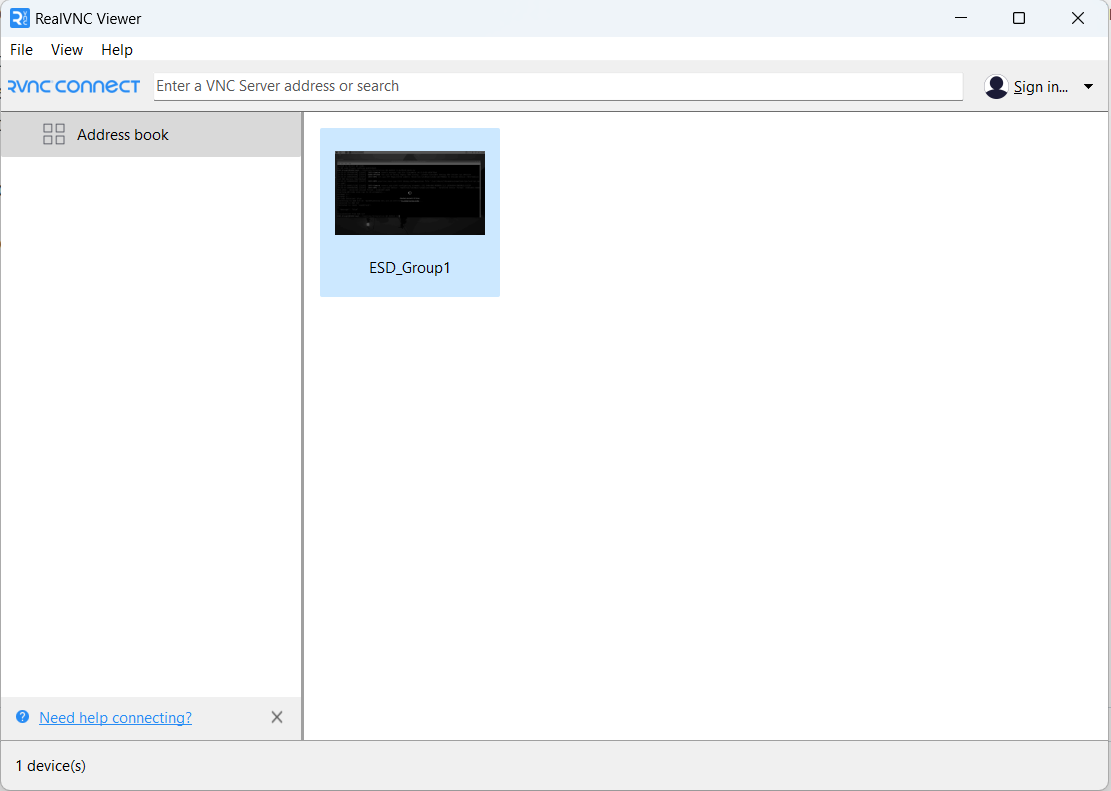 RealVNC Viewer
File View Help
RVNC CONNECT Enter a VNC Server address or search Sign in...
Address book
ESD_Group1
Need help connecting?
1 device(s)